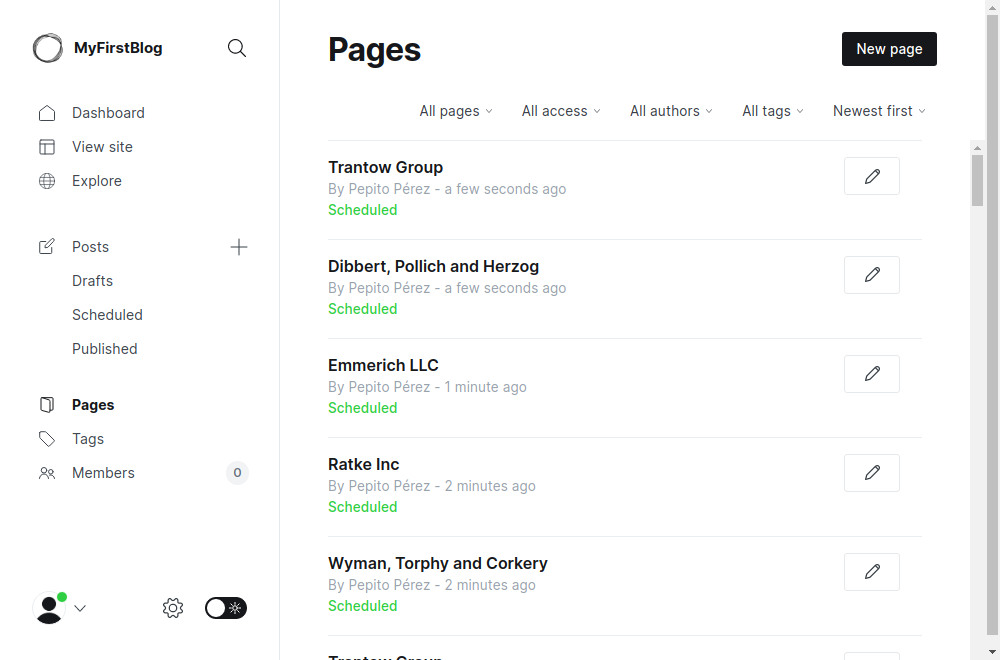 MyFirstBlog
Dashboard
View site
Explore
Posts
Drafts
Scheduled
Published
Pages
Tags
Members 0
Pages
New page
All pages All access All authors All tags Newest first
Trantow Group
By Pepito Pérez - a few seconds ago
Scheduled
Dibbert, Pollich and Herzog
By Pepito Pérez - a few seconds ago
Scheduled
Emmerich LLC
By Pepito Pérez - 1 minute ago
Scheduled
Ratke Inc
By Pepito Pérez - 2 minutes ago
Scheduled
Wyman, Torphy and Corkery
By Pepito Pérez - 2 minutes ago
Scheduled
Trantow Group